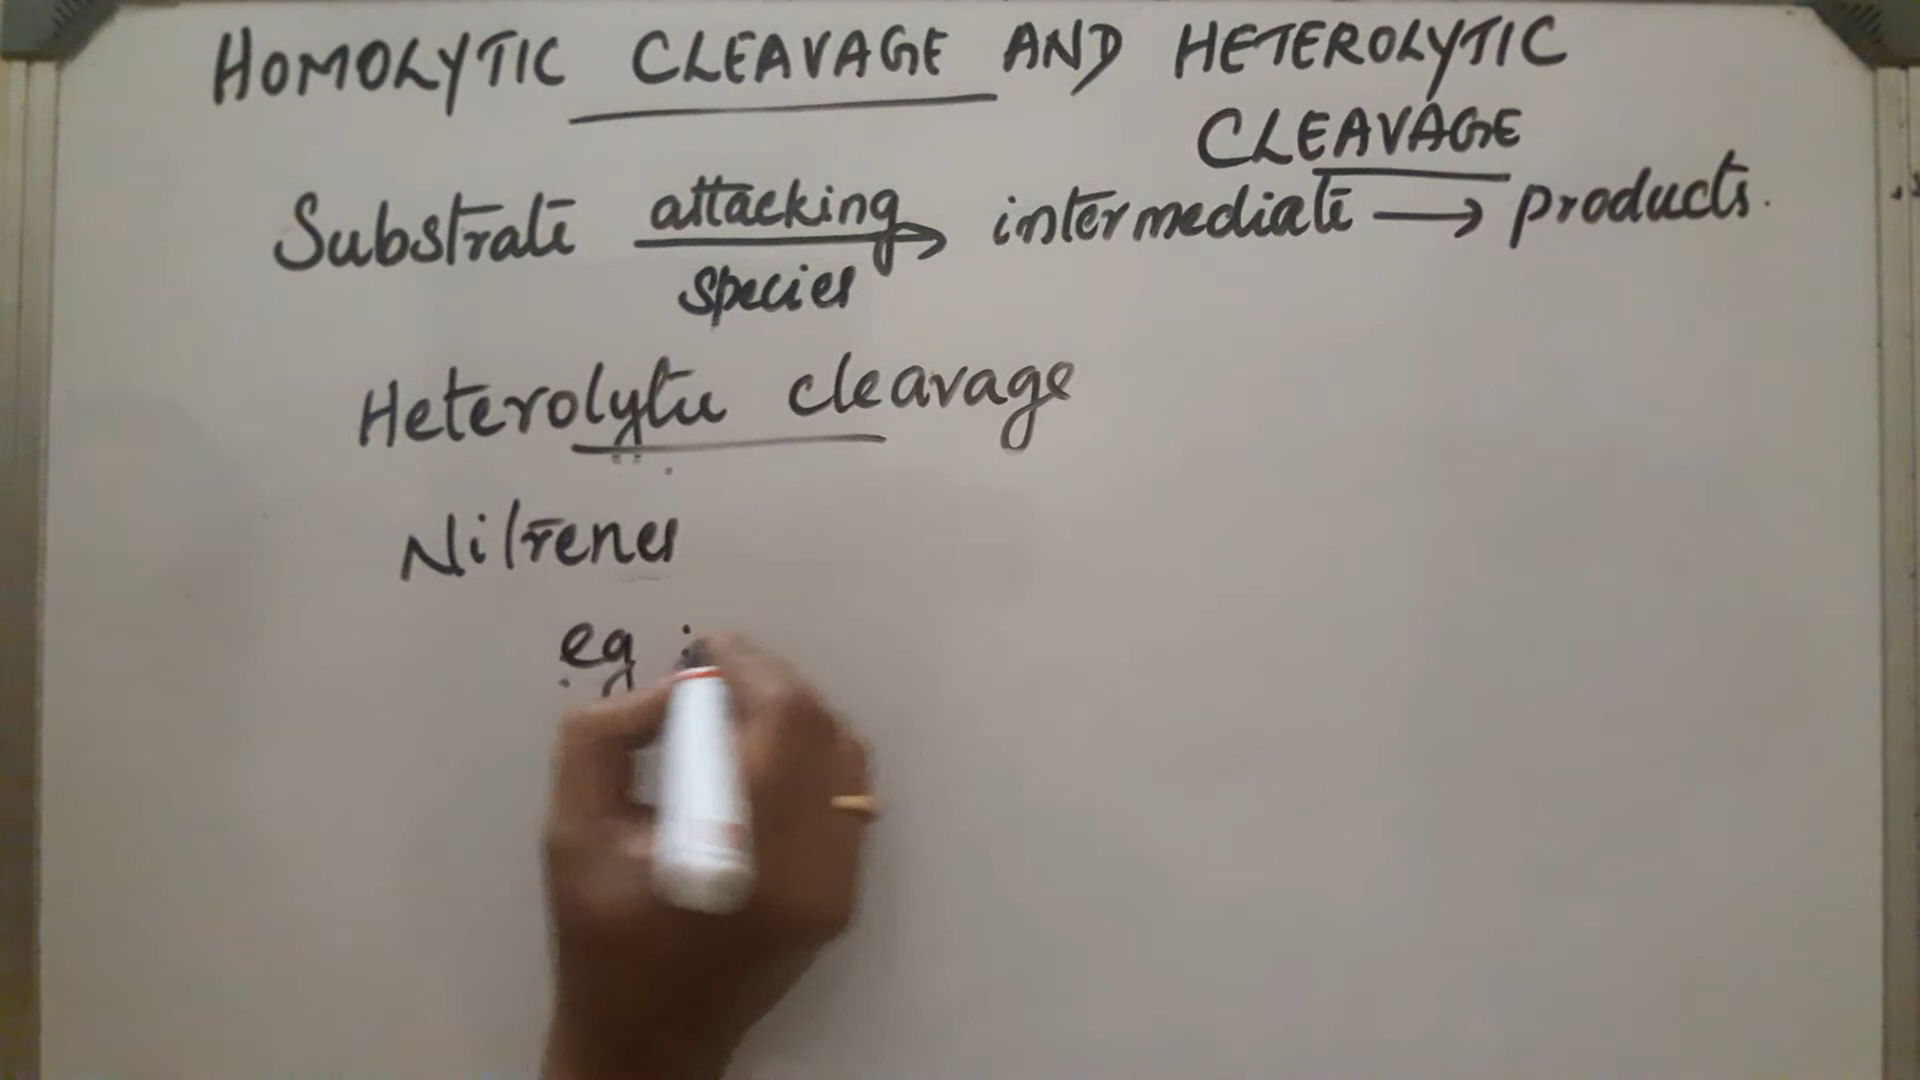 HOMOLYTIC CLEAVAGE AND HETEROLYTIC
CLEAVAGE
Substrate attacking species → intermediate → products.
Heterolytic cleavage
Nitrenes
eg :